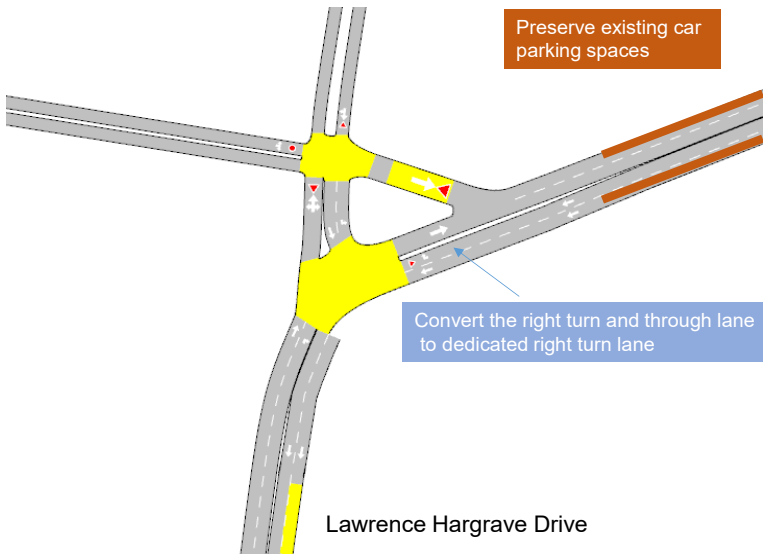 Preserve existing car
parking spaces
Convert the right turn and through lane
to dedicated right turn lane
Lawrence Hargrave Drive